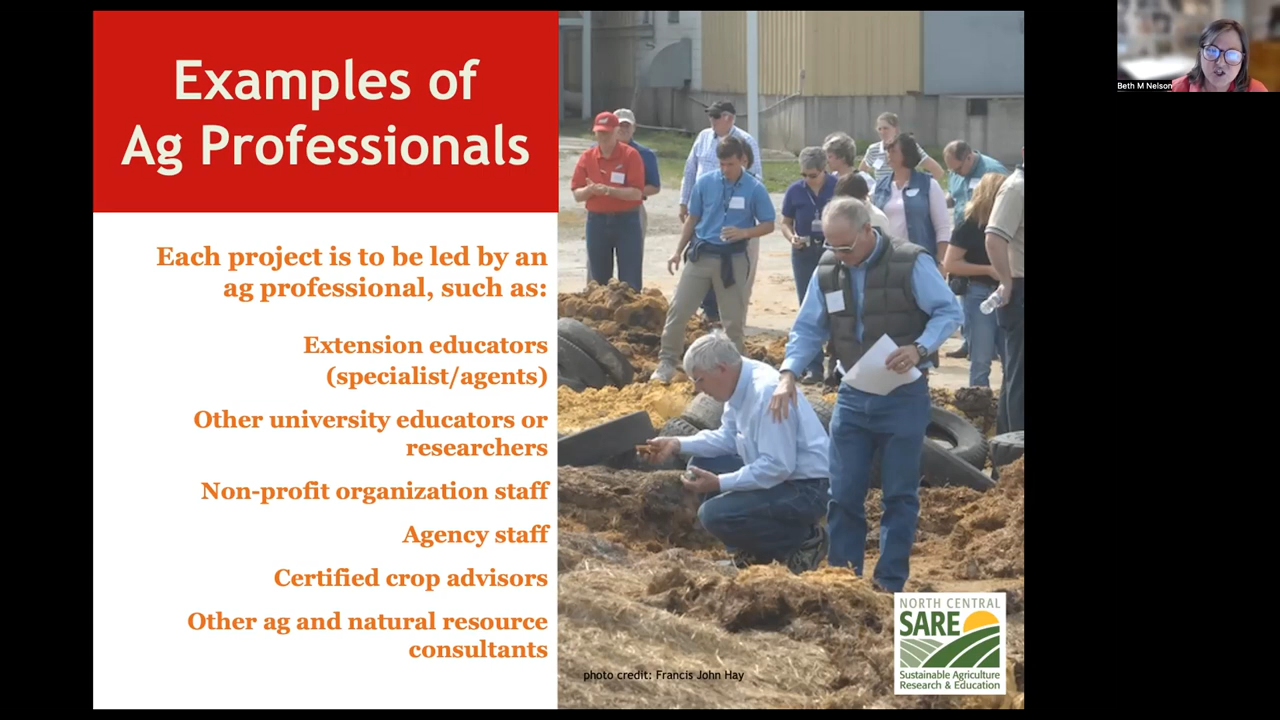 Examples of
Ag Professionals
Each project is to be led by an
ag professional, such as:
Extension educators
(specialist/agents)
Other university educators or
researchers
Non-profit organization staff
Agency staff
Certified crop advisors
Other ag and natural resource
consultants
photo credit: Francis John Hay
NORTH CENTRAL
SARE
Sustainable Agriculture
Research & Education
Beth M Nelson